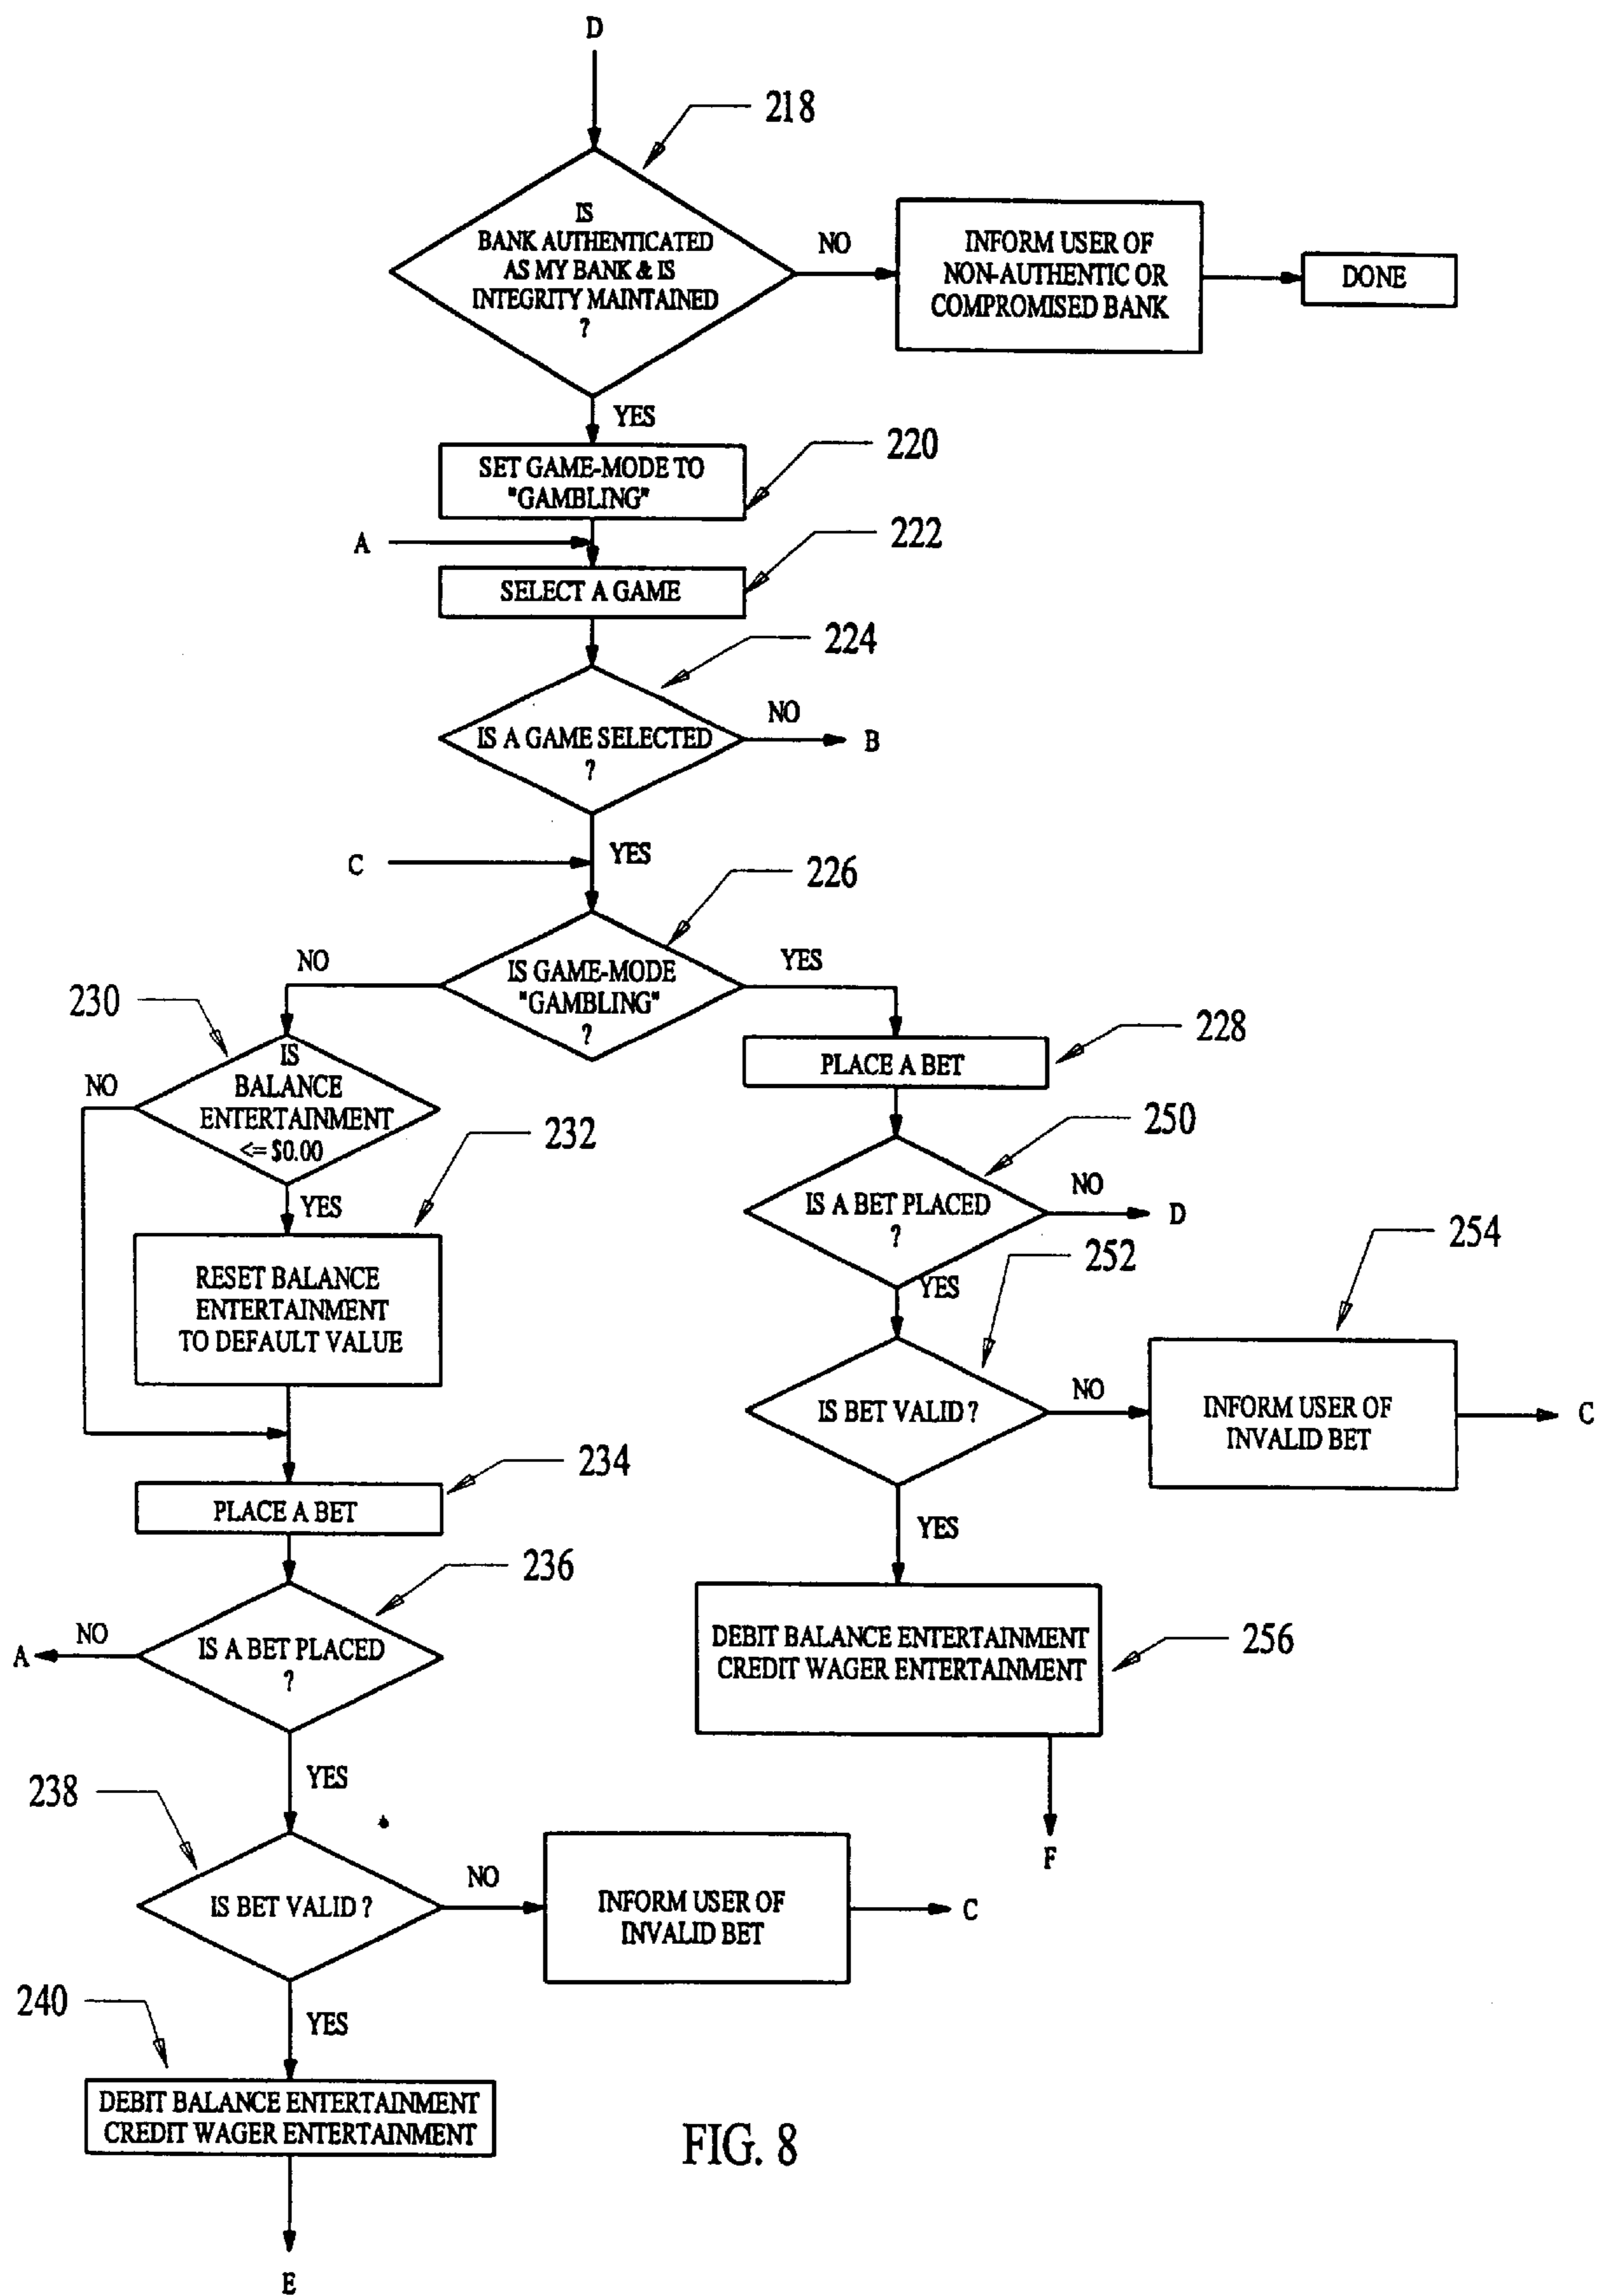 D
218
IS
BANK AUTHENTICATED
AS MY BANK & IS
INTEGRITY MAINTAINED
?
NO
INFORM USER OF
NON-AUTHENTIC OR
COMPROMISED BANK
DONE
YES
220
SET GAME-MODE TO
"GAMBLING"
A
222
SELECT A GAME
224
IS A GAME SELECTED
?
NO
B
YES
C
226
IS GAME-MODE
"GAMBLING"
?
NO
YES
230
IS
BALANCE
ENTERTAINMENT
<= $0.00
NO
YES
232
RESET BALANCE
ENTERTAINMENT
TO DEFAULT VALUE
228
PLACE A BET
250
IS A BET PLACED
?
NO
D
YES
252
IS BET VALID ?
NO
254
INFORM USER OF
INVALID BET
C
YES
256
DEBIT BALANCE ENTERTAINMENT
CREDIT WAGER ENTERTAINMENT
F
234
PLACE A BET
236
IS A BET PLACED
?
NO
A
YES
238
IS BET VALID ?
NO
INFORM USER OF
INVALID BET
C
YES
240
DEBIT BALANCE ENTERTAINMENT
CREDIT WAGER ENTERTAINMENT
E
FIG. 8